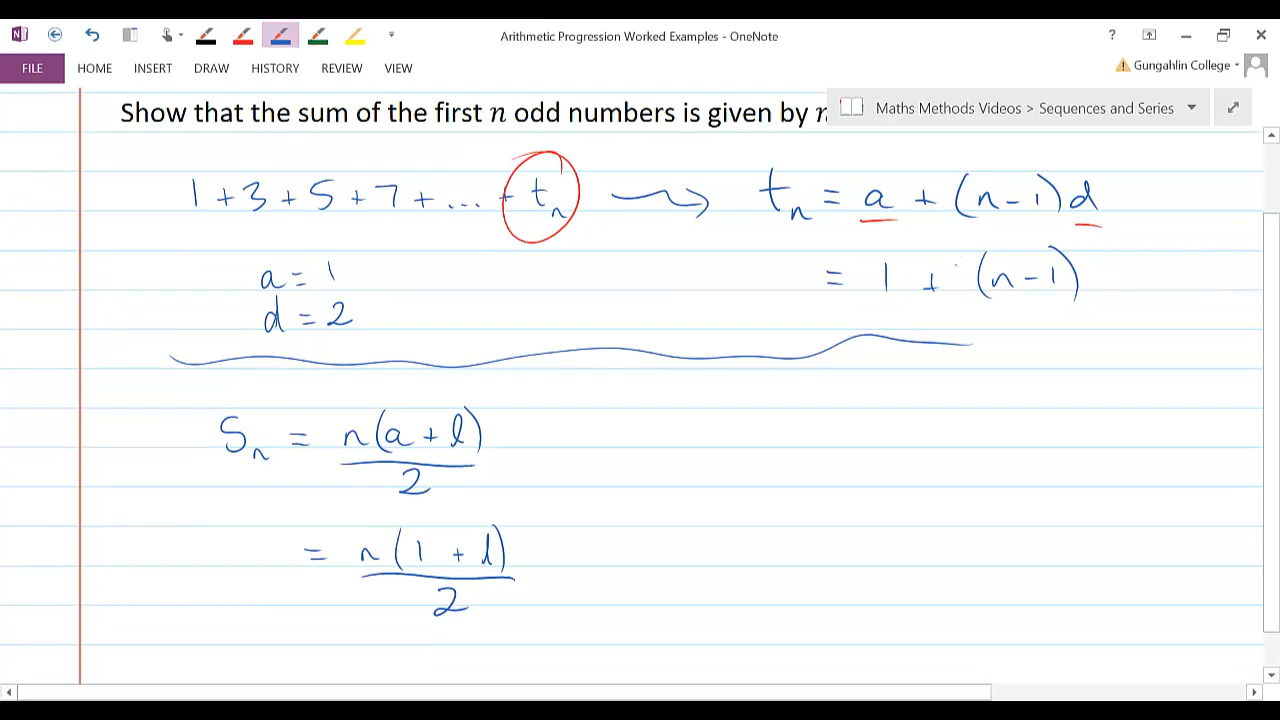 Arithmetic Progression Worked Examples - OneNote
?
Gungahlin College
FILE HOME INSERT DRAW HISTORY REVIEW VIEW
Maths Methods Videos > Sequences and Series
Show that the sum of the first n odd numbers is given by
1 + 3 + 5 + 7 + ... + tₙ tₙ = a + (n-1)d
a = 1
= 1 + (n-1)
d = 2
Sₙ = n(a + l)
2
= n(1 + l)
2